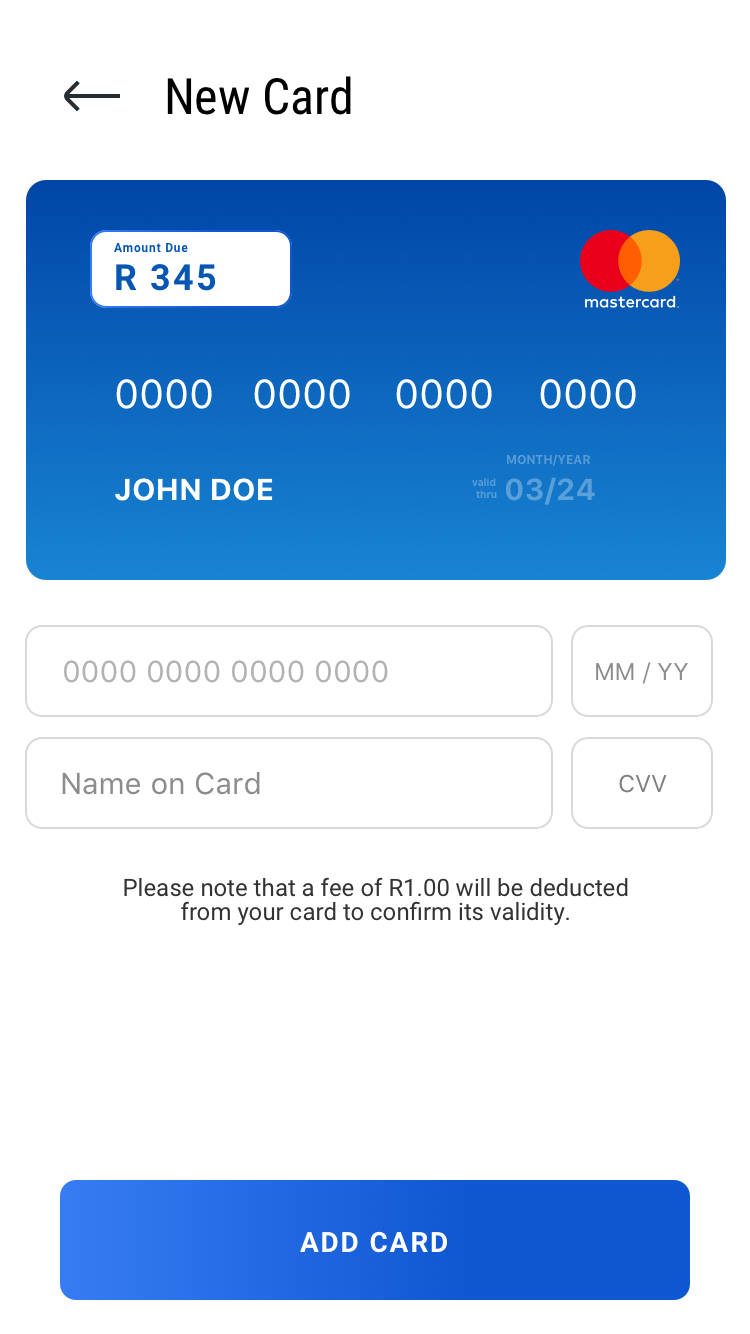 New Card
Amount Due
R 345
mastercard.
0000 0000 0000 0000
MONTH/YEAR
JOHN DOE
valid thru 03/24
0000 0000 0000 0000
MM / YY
Name on Card
CVV
Please note that a fee of R1.00 will be deducted
from your card to confirm its validity.
ADD CARD